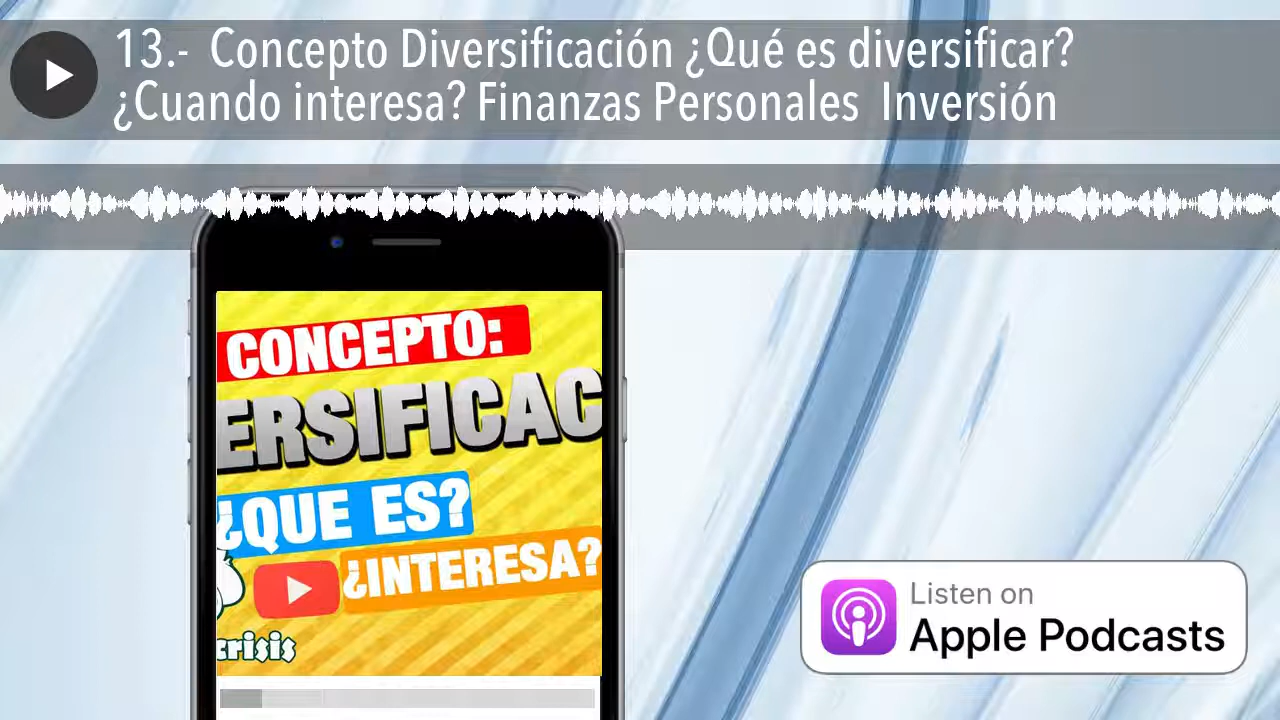 13.- Concepto Diversificación ¿Qué es diversificar?
¿Cuando interesa? Finanzas Personales Inversión
CONCEPTO:
ERSIFICAC
¿QUE ES?
¿INTERESA?
crisis
Listen on
Apple Podcasts